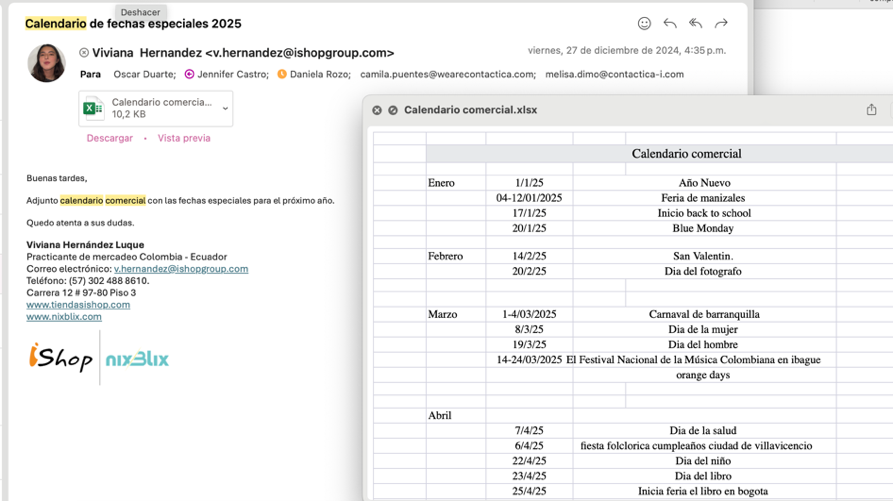 Deshacer
Calendario de fechas especiales 2025
Viviana Hernandez <v.hernandez@ishopgroup.com>
viernes, 27 de diciembre de 2024, 4:35 p.m.
Para Oscar Duarte; Jennifer Castro; Daniela Rozo; camila.puentes@wearecontactica.com; melisa.dimo@contactica-i.com
Calendario comercia...
10,2 KB
Descargar • Vista previa
Buenas tardes,
Adjunto calendario comercial con las fechas especiales para el próximo año.
Quedo atenta a sus dudas.
Viviana Hernández Luque
Practicante de mercadeo Colombia - Ecuador
Correo electrónico: v.hernandez@ishopgroup.com
Teléfono: (57) 302 488 8610.
Carrera 12 # 97-80 Piso 3
www.tiendasishop.com
www.nixblix.com
iShop nixblix
Calendario comercial.xlsx
Calendario comercial
Enero 1/1/25 Año Nuevo
04-12/01/2025 Feria de manizales
17/1/25 Inicio back to school
20/1/25 Blue Monday
Febrero 14/2/25 San Valentin.
20/2/25 Dia del fotografo
Marzo 1-4/03/2025 Carnaval de barranquilla
8/3/25 Dia de la mujer
19/3/25 Dia del hombre
14-24/03/2025 El Festival Nacional de la Música Colombiana en ibague
orange days
Abril
7/4/25 Dia de la salud
6/4/25 fiesta folclorica cumpleaños ciudad de villavicencio
22/4/25 Dia del niño
23/4/25 Dia del libro
25/4/25 Inicia feria el libro en bogota